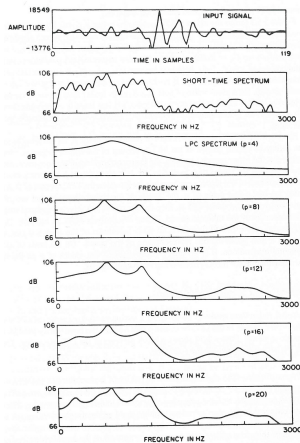 18549
AMPLITUDE
INPUT SIGNAL
-13776
0 119
TIME IN SAMPLES
106
SHORT-TIME SPECTRUM
dB
66
0 3000
FREQUENCY IN HZ
106
LPC SPECTRUM (p=4)
dB
66
0 3000
FREQUENCY IN HZ
106
(p=8)
dB
66
0 3000
FREQUENCY IN HZ
106
(p=12)
dB
66
0 3000
FREQUENCY IN HZ
106
(p=16)
dB
66
0 3000
FREQUENCY IN HZ
106
(p=20)
dB
66
0 3000
FREQUENCY IN HZ